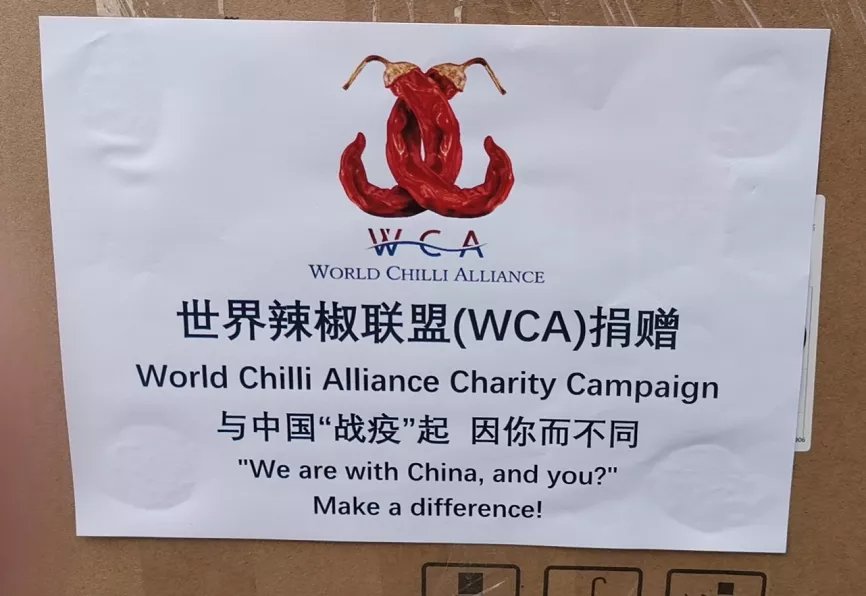 WCA
WORLD CHILLI ALLIANCE
世界辣椒联盟(WCA)捐赠
World Chilli Alliance Charity Campaign
与中国“战疫”起 因你而不同
"We are with China, and you?"
Make a difference!